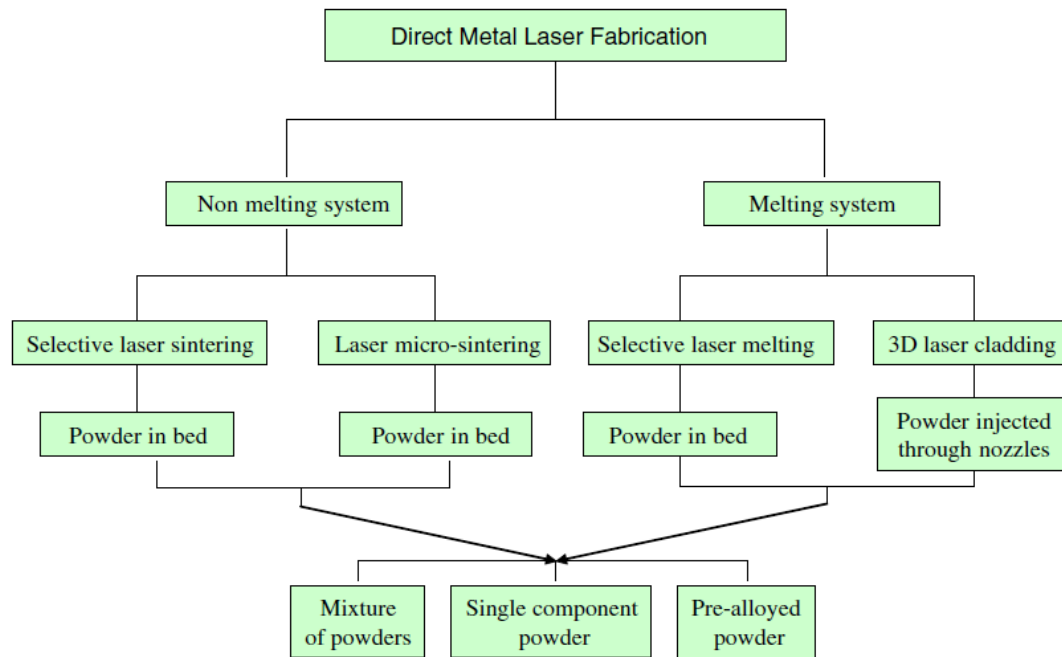 Direct Metal Laser Fabrication
Non melting system
Melting system
Selective laser sintering
Laser micro-sintering
Selective laser melting
3D laser cladding
Powder in bed
Powder in bed
Powder in bed
Powder injected
through nozzles
Mixture
of powders
Single component
powder
Pre-alloyed
powder